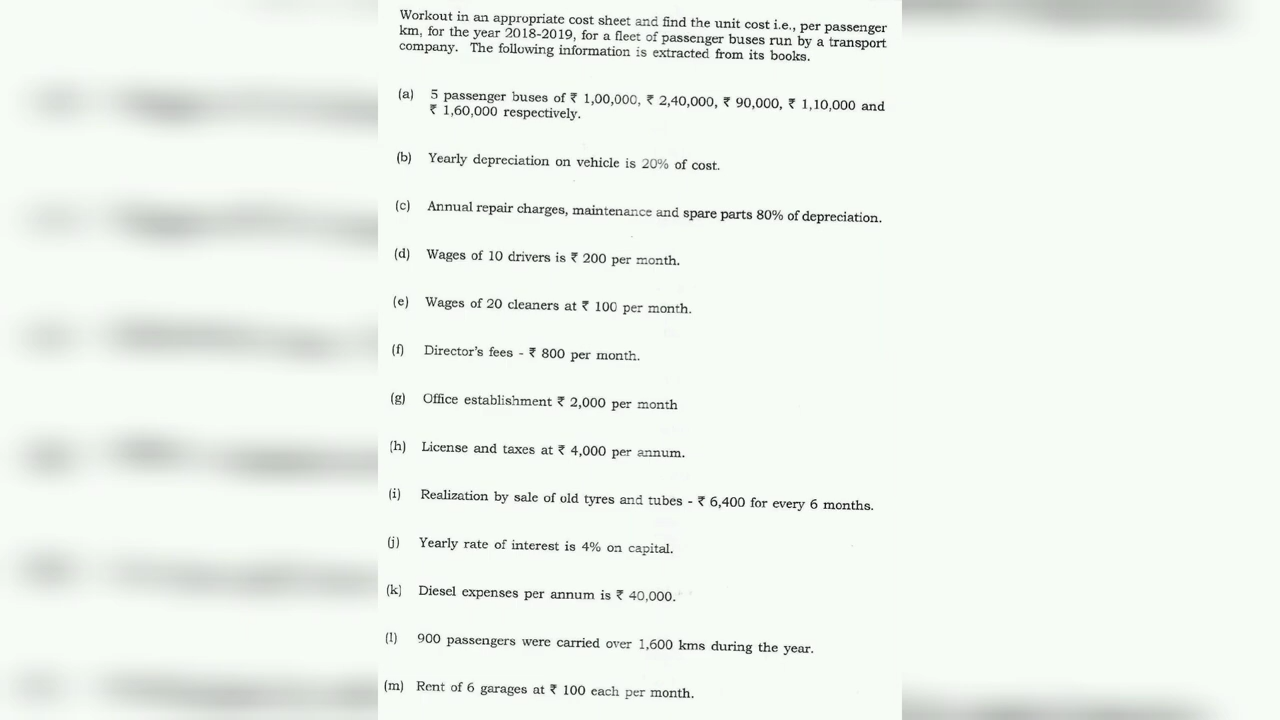 Workout in an appropriate cost sheet and find the unit cost i.e., per passenger
km, for the year 2018-2019, for a fleet of passenger buses run by a transport
company. The following information is extracted from its books.
(a) 5 passenger buses of ₹ 1,00,000, ₹ 2,40,000, ₹ 90,000, ₹ 1,10,000 and
₹ 1,60,000 respectively.
(b) Yearly depreciation on vehicle is 20% of cost.
(c) Annual repair charges, maintenance and spare parts 80% of depreciation.
(d) Wages of 10 drivers is ₹ 200 per month.
(e) Wages of 20 cleaners at ₹ 100 per month.
(f) Director's fees - ₹ 800 per month.
(g) Office establishment ₹ 2,000 per month
(h) License and taxes at ₹ 4,000 per annum.
(i) Realization by sale of old tyres and tubes - ₹ 6,400 for every 6 months.
(j) Yearly rate of interest is 4% on capital.
(k) Diesel expenses per annum is ₹ 40,000.
(l) 900 passengers were carried over 1,600 kms during the year.
(m) Rent of 6 garages at ₹ 100 each per month.